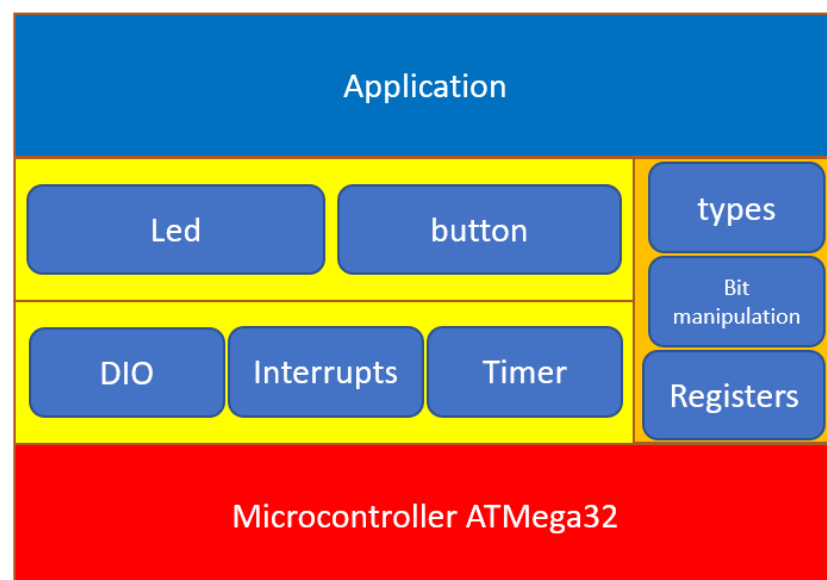 Application
Led
button
types
Bit
manipulation
DIO
Interrupts
Timer
Registers
Microcontroller ATMega32